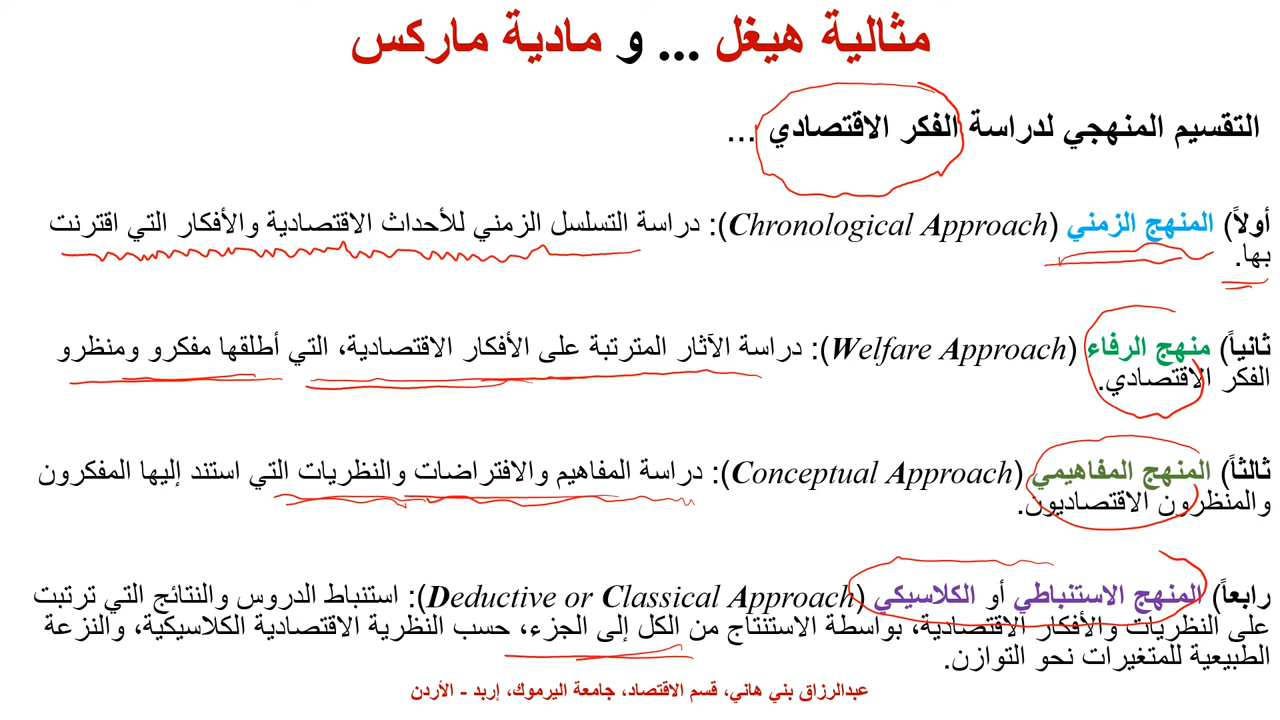 مثالية هيغل ... و مادية ماركس
التقسيم المنهجي لدراسة الفكر الاقتصادي ...
أولاً) المنهج الزمني (Chronological Approach): دراسة التسلسل الزمني للأحداث الاقتصادية والأفكار التي اقترنت
بها.
ثانياً) منهج الرفاء (Welfare Approach): دراسة الآثار المترتبة على الأفكار الاقتصادية، التي أطلقها مفكرو ومنظرو
الفكر الاقتصادي.
ثالثاً) المنهج المفاهيمي (Conceptual Approach): دراسة المفاهيم والافتراضات والنظريات التي استند إليها المفكرون
والمنظرون الاقتصاديون.
رابعاً) المنهج الاستنباطي أو الكلاسيكي (Deductive or Classical Approach): استنباط الدروس والنتائج التي ترتبت
على النظريات والأفكار الاقتصادية، بواسطة الاستنتاج من الكل إلى الجزء، حسب النظرية الاقتصادية الكلاسيكية، والنزعة
الطبيعية للمتغيرات نحو التوازن.
عبدالرزاق بني هاني، قسم الاقتصاد، جامعة اليرموك، إربد - الأردن